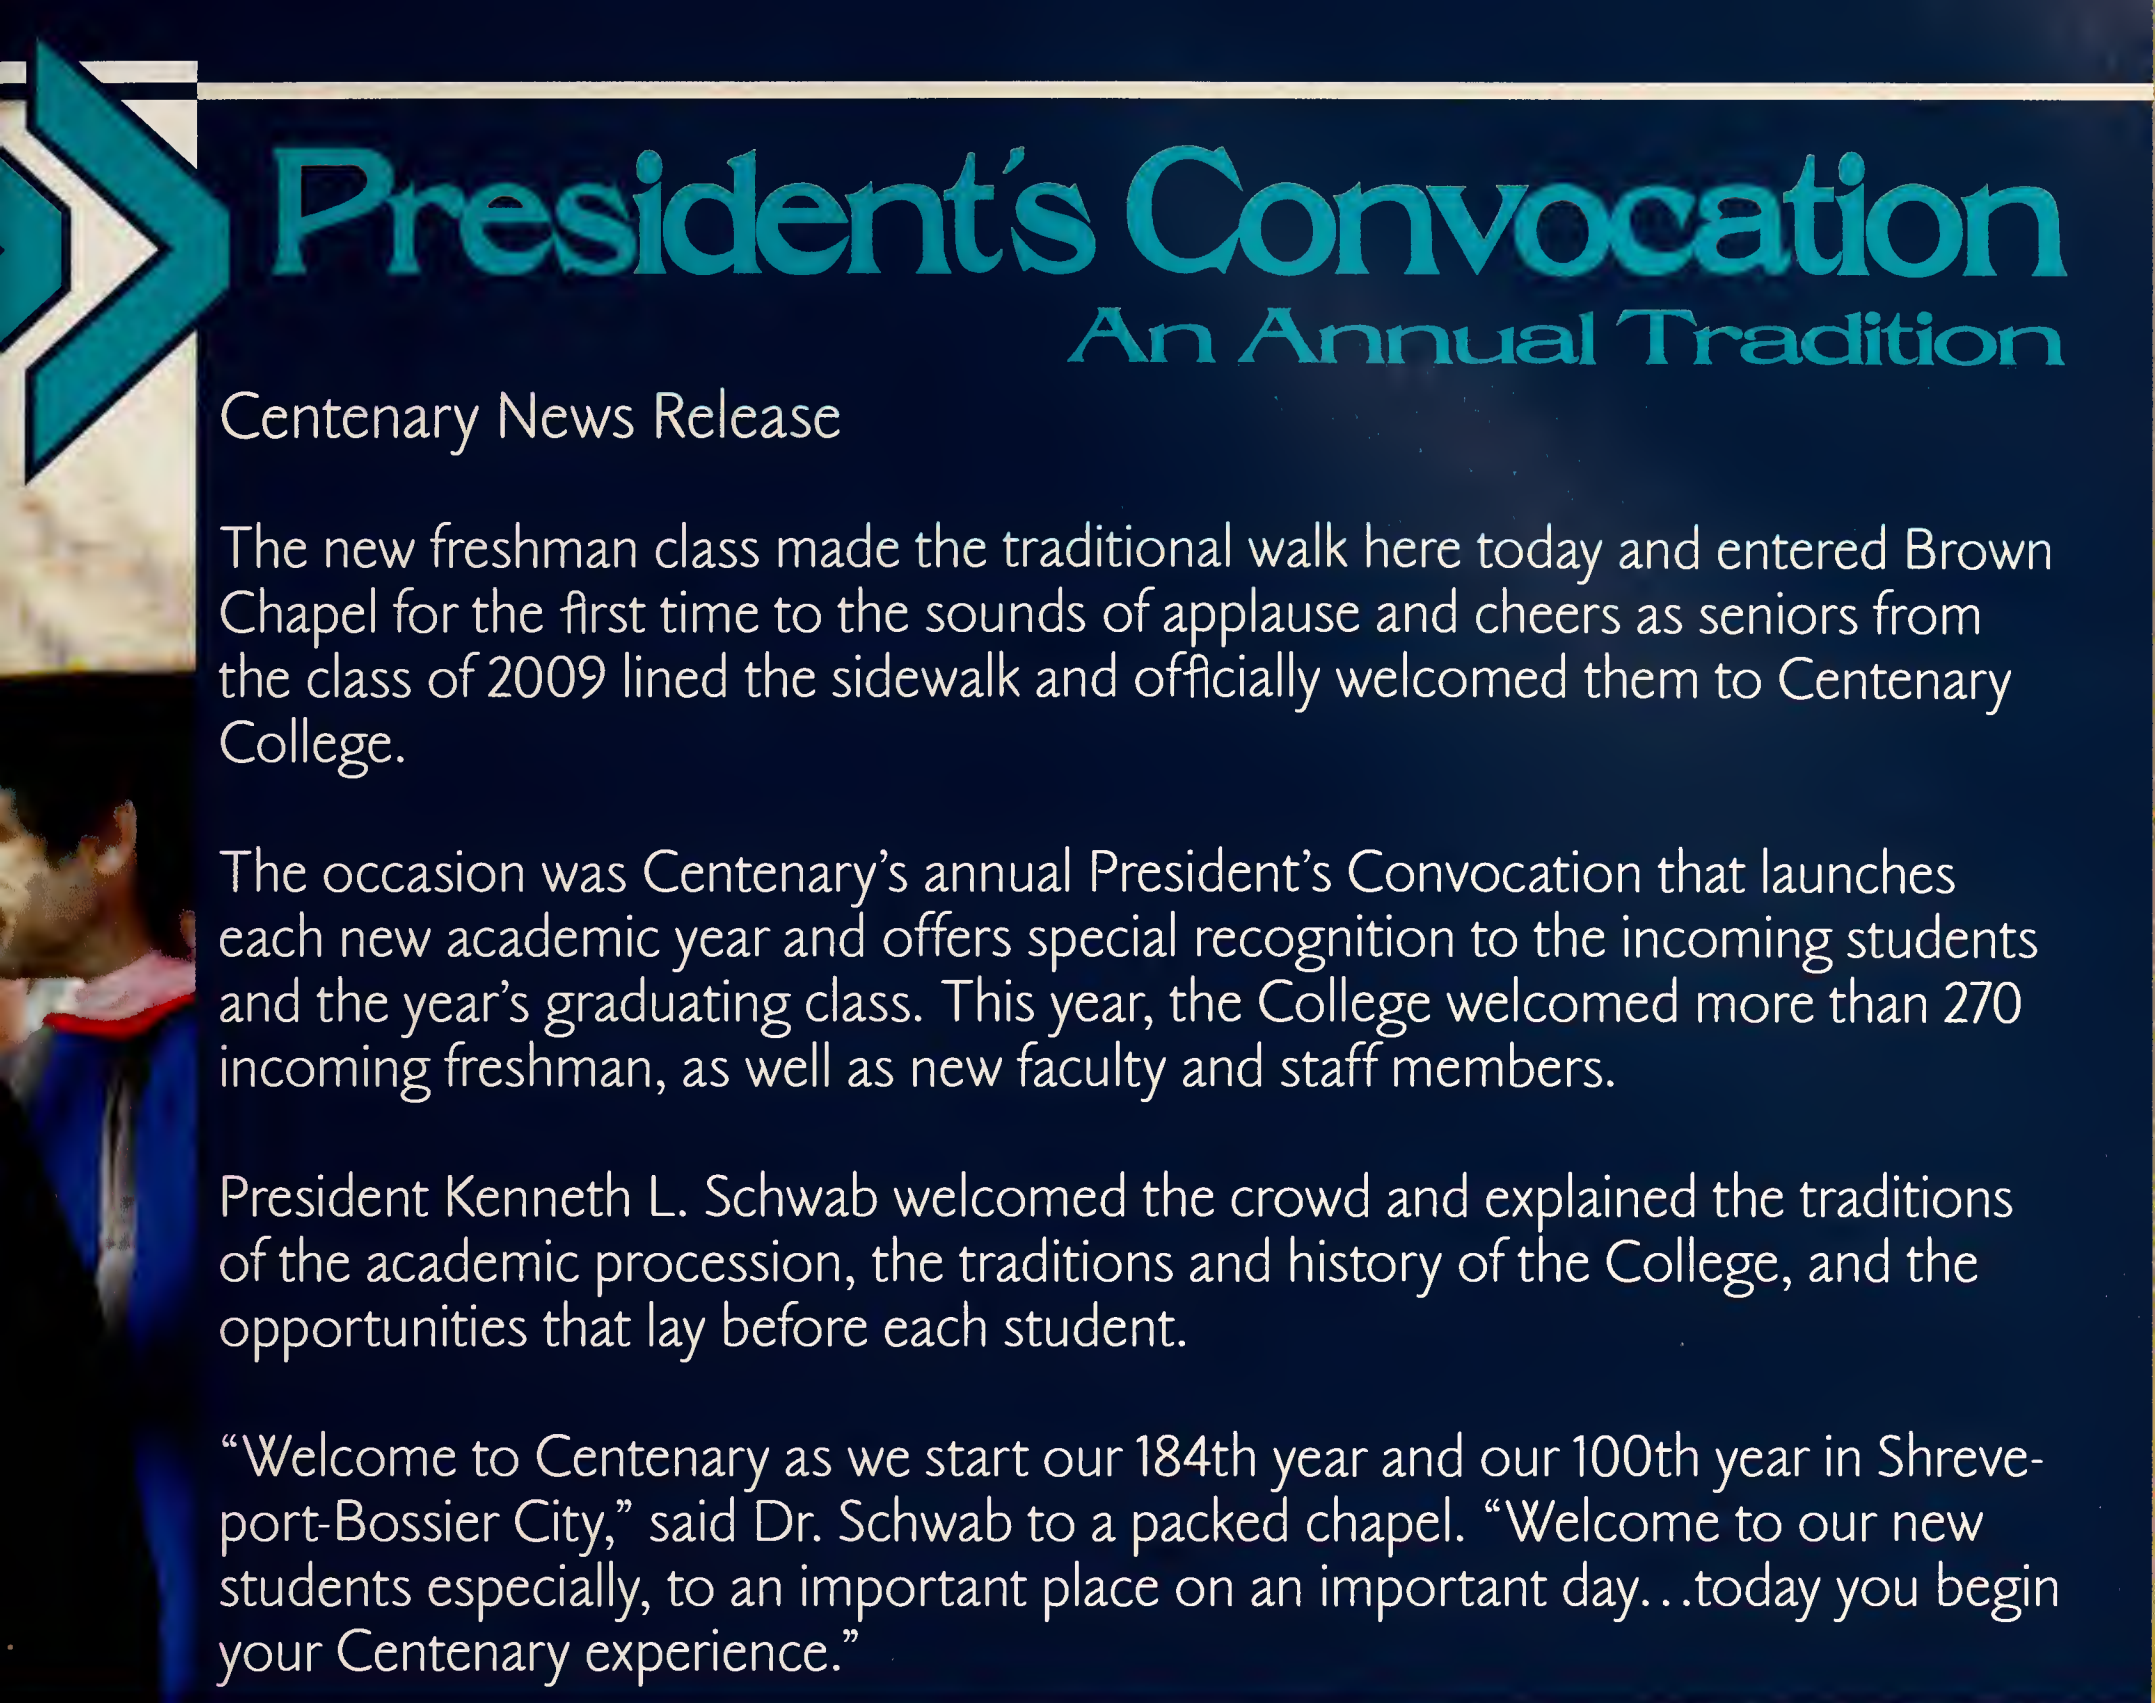 President's Convocation
An Annual Tradition
Centenary News Release
The new freshman class made the traditional walk here today and entered Brown
Chapel for the first time to the sounds of applause and cheers as seniors from
the class of 2009 lined the sidewalk and officially welcomed them to Centenary
College.
The occasion was Centenary’s annual President’s Convocation that launches
each new academic year and offers special recognition to the incoming students
and the year’s graduating class. This year, the College welcomed more than 270
incoming freshman, as well as new faculty and staff members.
President Kenneth L. Schwab welcomed the crowd and explained the traditions
of the academic procession, the traditions and history of the College, and the
opportunities that lay before each student.
“Welcome to Centenary as we start our 184th year and our 100th year in Shreve-
port-Bossier City,” said Dr. Schwab to a packed chapel. “Welcome to our new
students especially, to an important place on an important day...today you begin
your Centenary experience.”